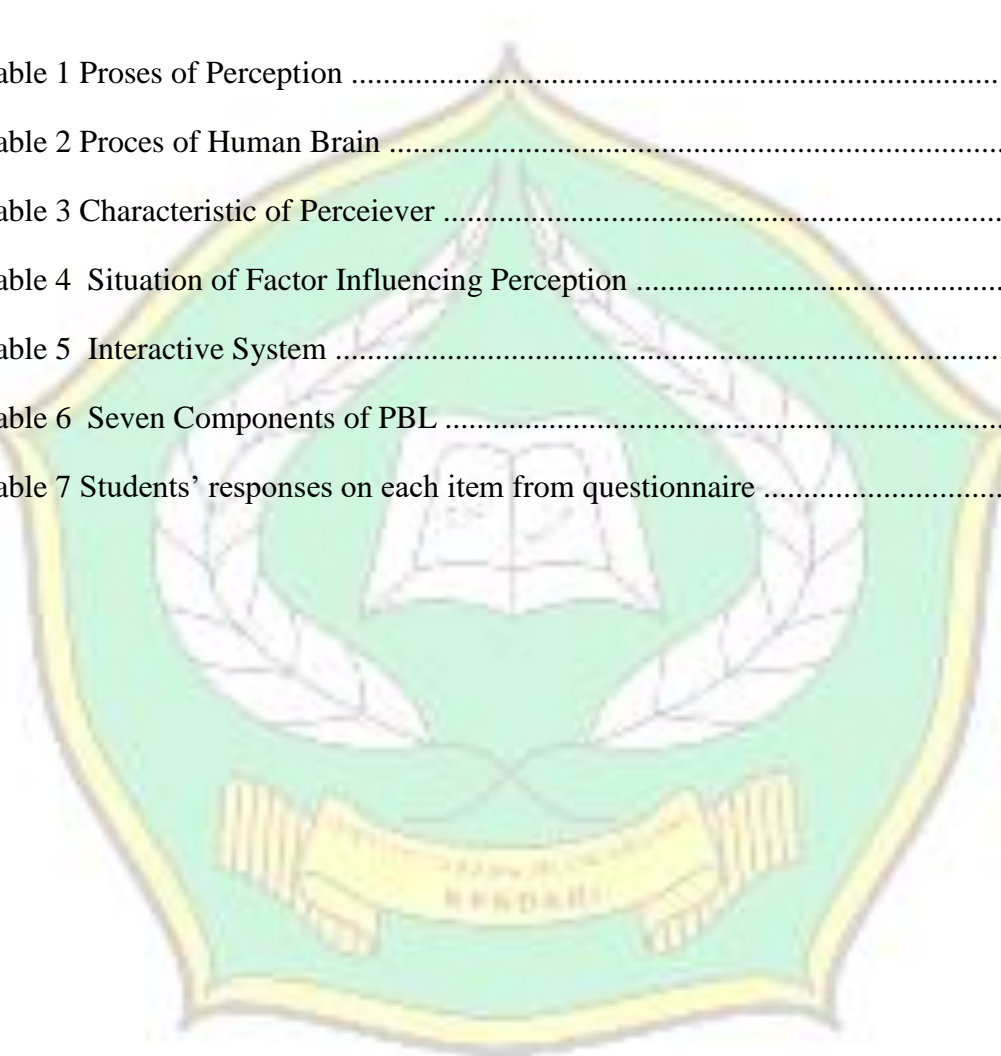 able 1 Proses of Perception ....................................................................................
able 2 Proces of Human Brain ...............................................................................
able 3 Characteristic of Perceiever ........................................................................
able 4  Situation of Factor Influencing Perception ...........................................
able 5  Interactive System ......................................................................................
able 6  Seven Components of PBL ........................................................................
able 7 Students’ responses on each item from questionnaire ..............................
KENDARI